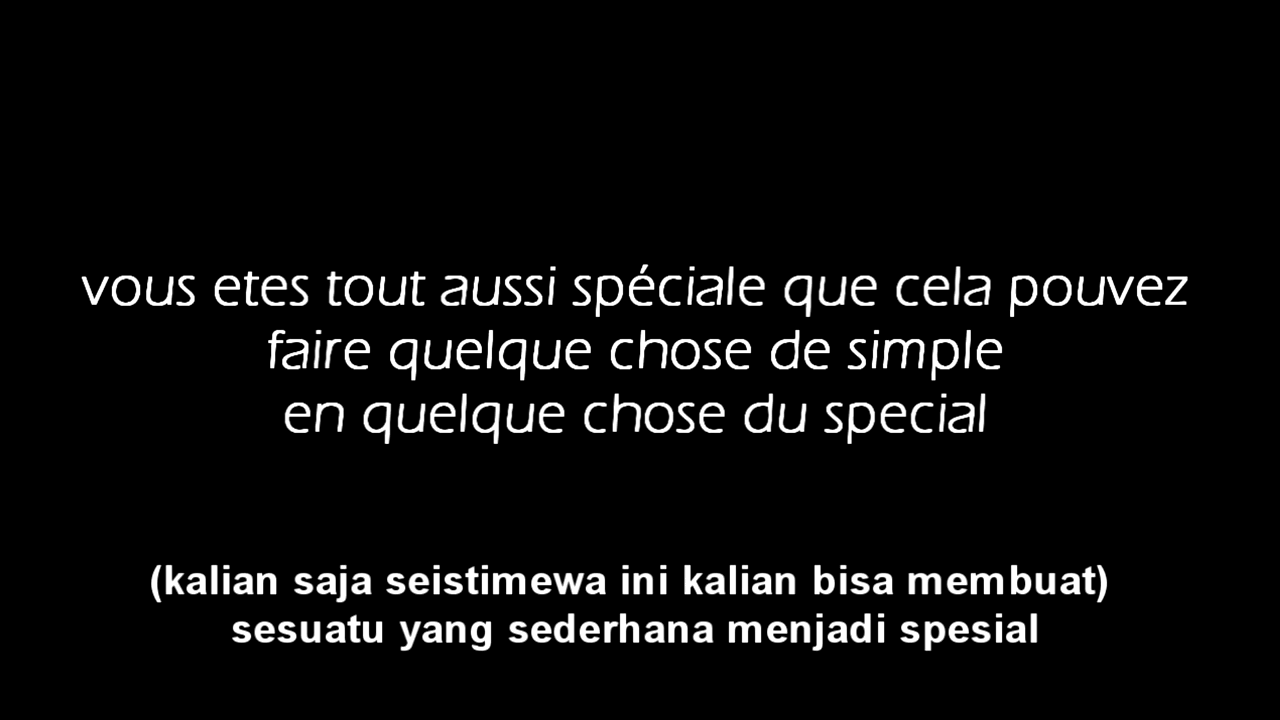 vous etes tout aussi spéciale que cela pouvez
faire quelque chose de simple
en quelque chose du special
(kalian saja seistimewa ini kalian bisa membuat)
sesuatu yang sederhana menjadi spesial